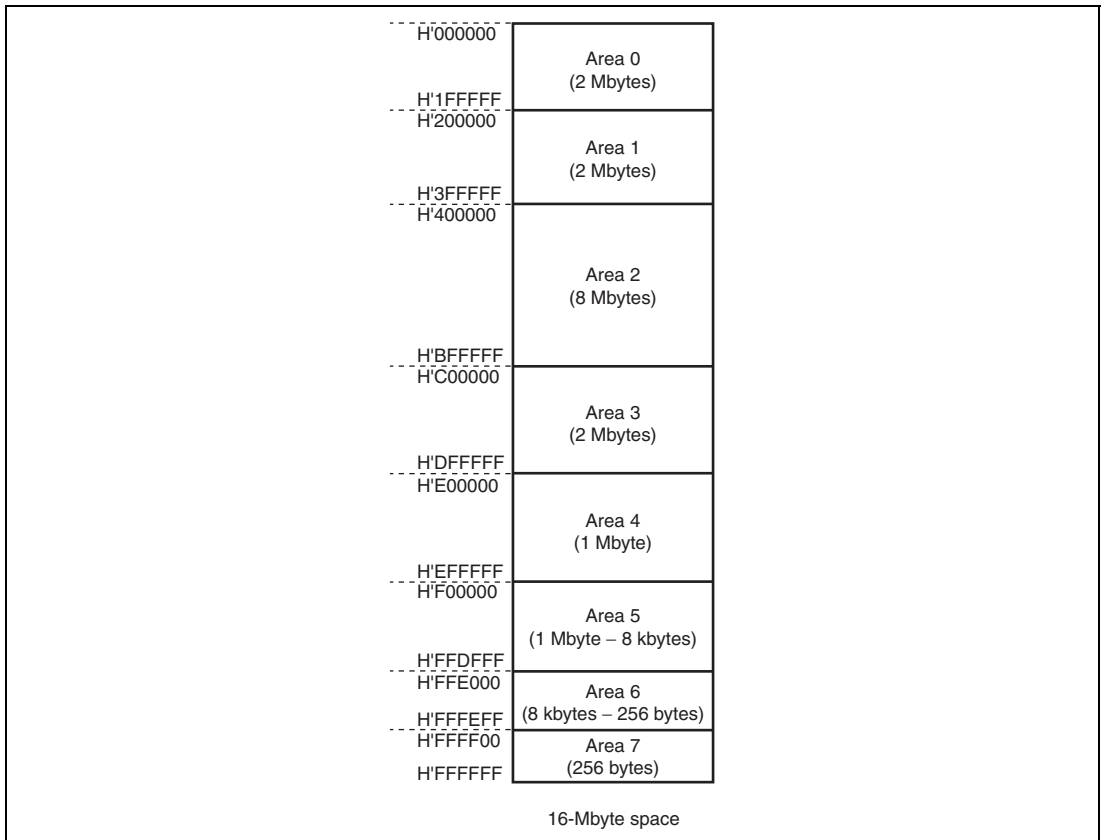 H'000000
Area 0
(2 Mbytes)
H'1FFFFF
H'200000
Area 1
(2 Mbytes)
H'3FFFFF
H'400000
Area 2
(8 Mbytes)
H'BFFFFF
H'C00000
Area 3
(2 Mbytes)
H'DFFFFF
H'E00000
Area 4
(1 Mbyte)
H'EFFFFF
H'F00000
Area 5
(1 Mbyte – 8 kbytes)
H'FFDFFF
H'FFE000
Area 6
(8 kbytes – 256 bytes)
H'FFFEFF
H'FFFF00
Area 7
(256 bytes)
H'FFFFFF
16-Mbyte space